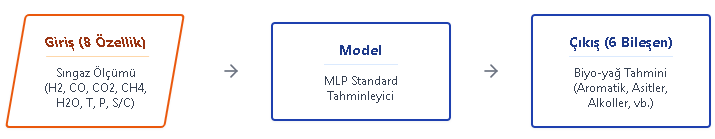 Giriş (8 Özellik)
Sıngaz Ölçümü
(H2, CO, CO2, CH4,
H2O, T, P, S/C)
Model
MLP Standard
Tahminleyici
Çıkış (6 Bileşen)
Biyo-yağ Tahmini
(Aromatik, Asitler,
Alkoller, vb.)